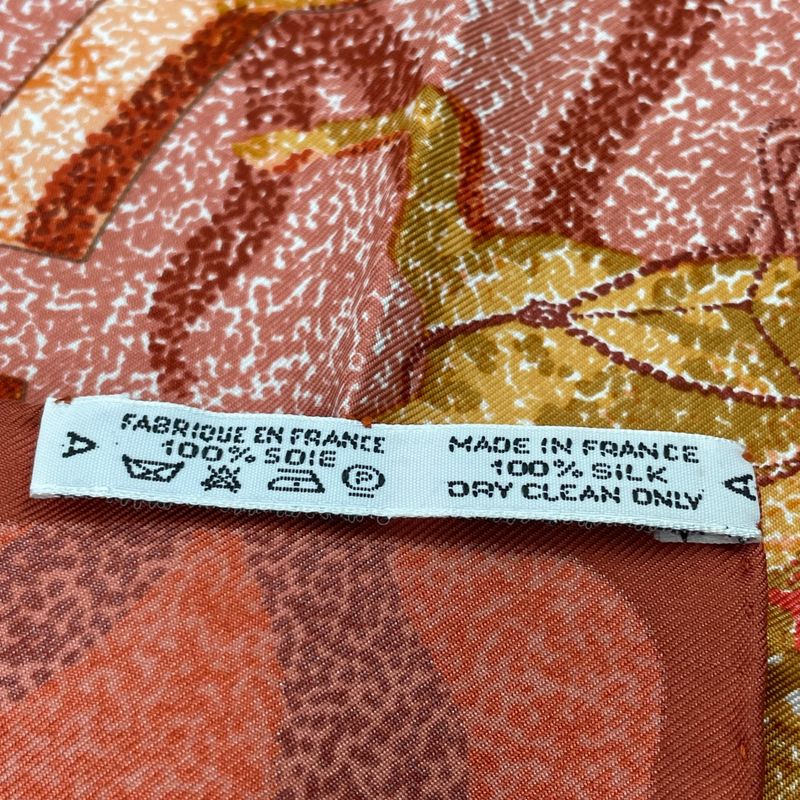 A
FABRIQUE EN FRANCE
100% SOIE
P
MADE IN FRANCE
100% SILK
DRY CLEAN ONLY
A